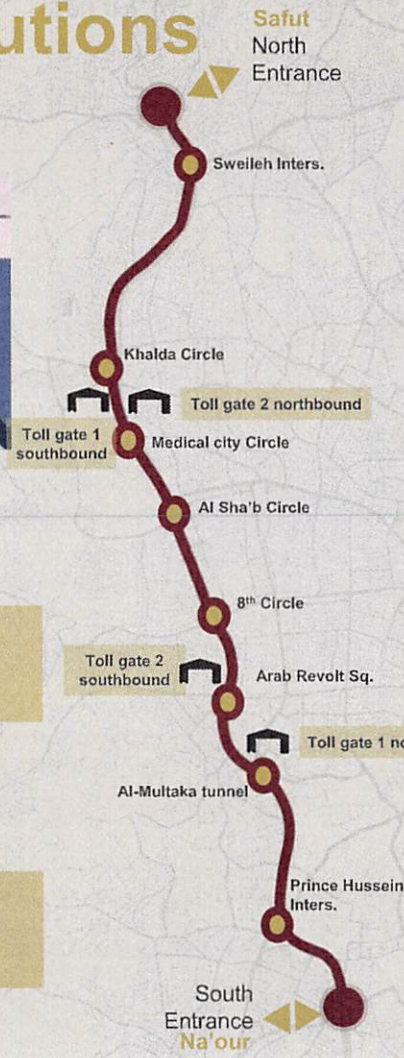 utions
Safut
North
Entrance
Sweileh Inters.
Khalda Circle
Toll gate 2 northbound
Toll gate 1
southbound
Medical city Circle
Al Sha'b Circle
8th Circle
Toll gate 2
southbound
Arab Revolt Sq.
Toll gate 1 no
Al-Multaka tunnel
Prince Hussein
Inters.
South
Entrance
Na'our